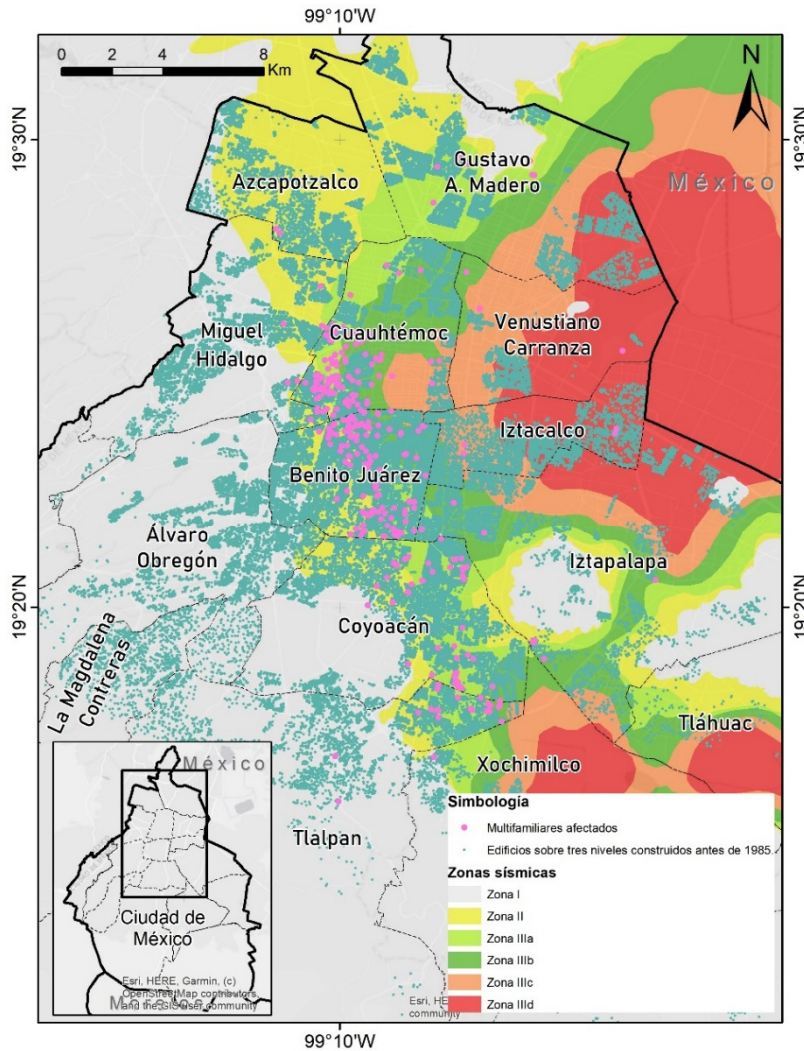 99°10'W
0 4 8
Km
N
19°30'N
19°30'N
Gustavo
A. Madero
Azcapotzalco
México
Miguel
Hidalgo
Cuauhtémoc
Venustiano
Carranza
Iztacalco
Benito Juárez
Álvaro
Obregón
Iztapalapa
19°20'N
19°20'N
Coyoacán
La Magdalena
Contreras
Tláhuac
Xochimilco
Tlalpan
México
Ciudad de
México
Esri, HERE, Garmin, (c)
OpenStreetMap contributors,
and the GIS user community
Esri, HE
community
Simbología
Multifamiliares afectados
Edificios sobre tres niveles construidos antes de 1985.
Zonas sísmicas
Zona I
Zona II
Zona IIIa
Zona IIIb
Zona IIIc
Zona IIId
99°10'W